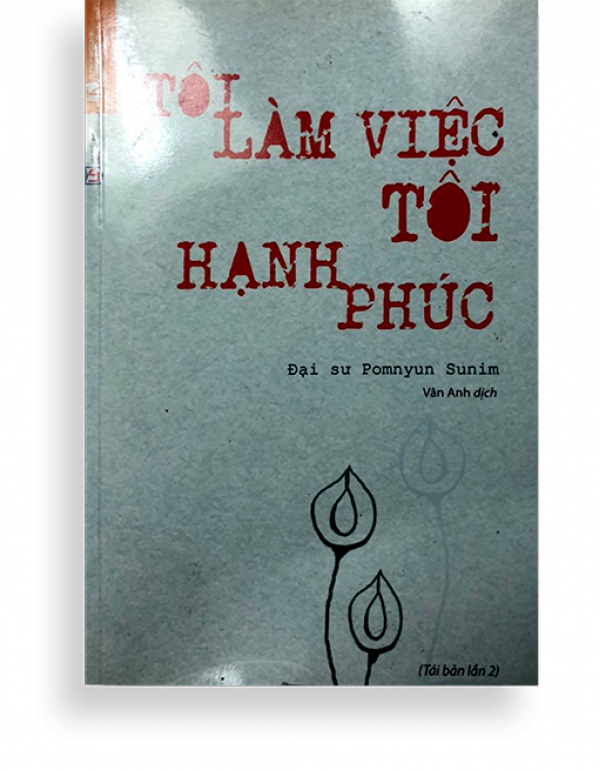 TÔI
LÀM VIỆC
TÔI
HẠNH
PHÚC
Đại sư Pomnyun Sunim
Vân Anh dịch
(Tái bản lần 2)